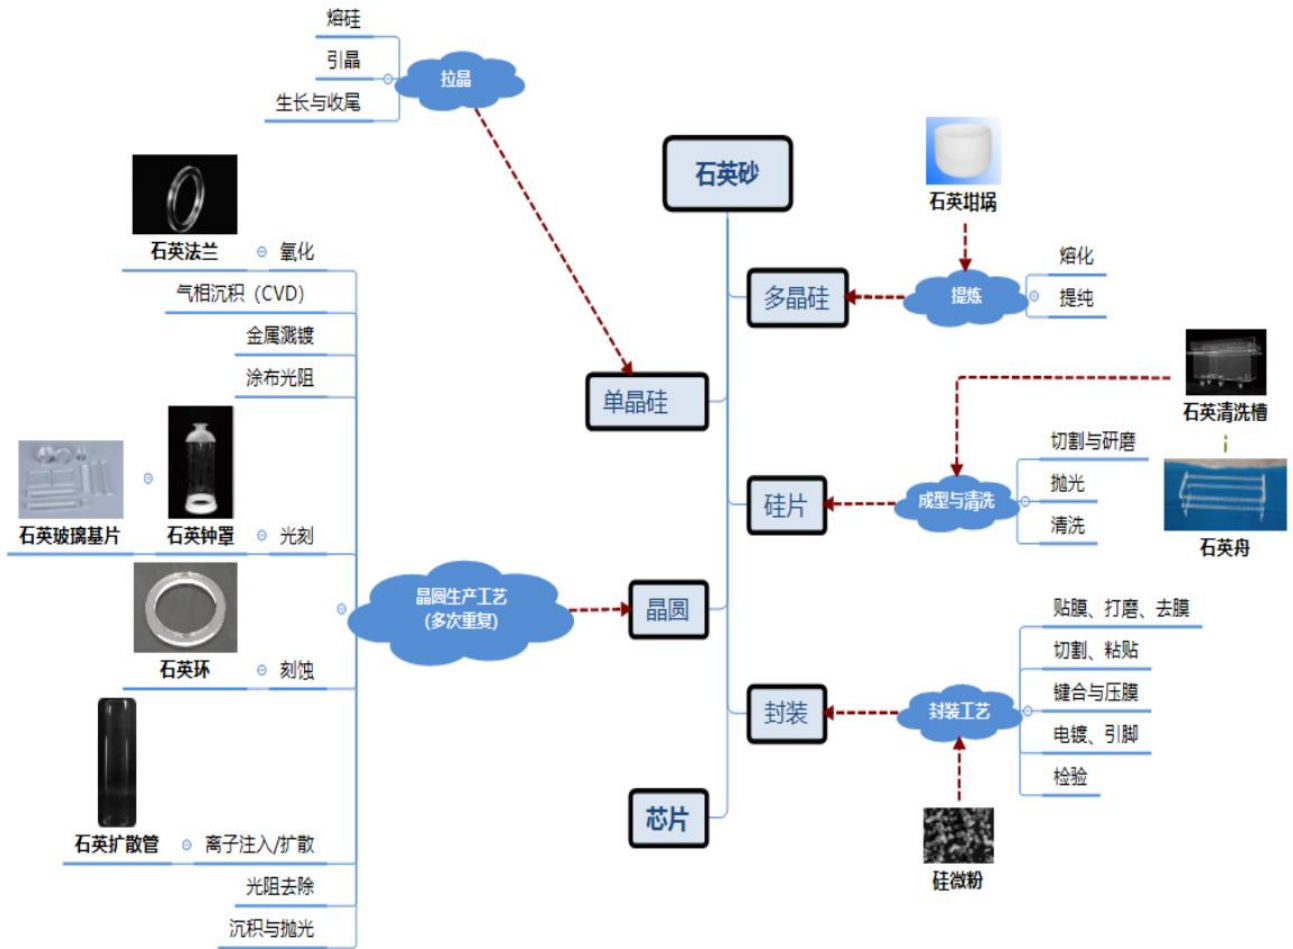 熔硅
引晶
生长与收尾
拉晶
石英砂
石英坩埚
石英法兰
氧化
气相沉积（CVD）
金属溅镀
涂布光阻
多晶硅
提炼
熔化
提纯
单晶硅
石英清洗槽
石英舟
硅片
成型与清洗
切割与研磨
抛光
清洗
石英玻璃基片
石英钟罩
光刻
晶圆生产工艺
(多次重复)
晶圆
石英环
刻蚀
封装
封装工艺
贴膜、打磨、去膜
切割、粘贴
键合与压膜
电镀、引脚
检验
石英扩散管
离子注入/扩散
光阻去除
沉积与抛光
芯片
硅微粉